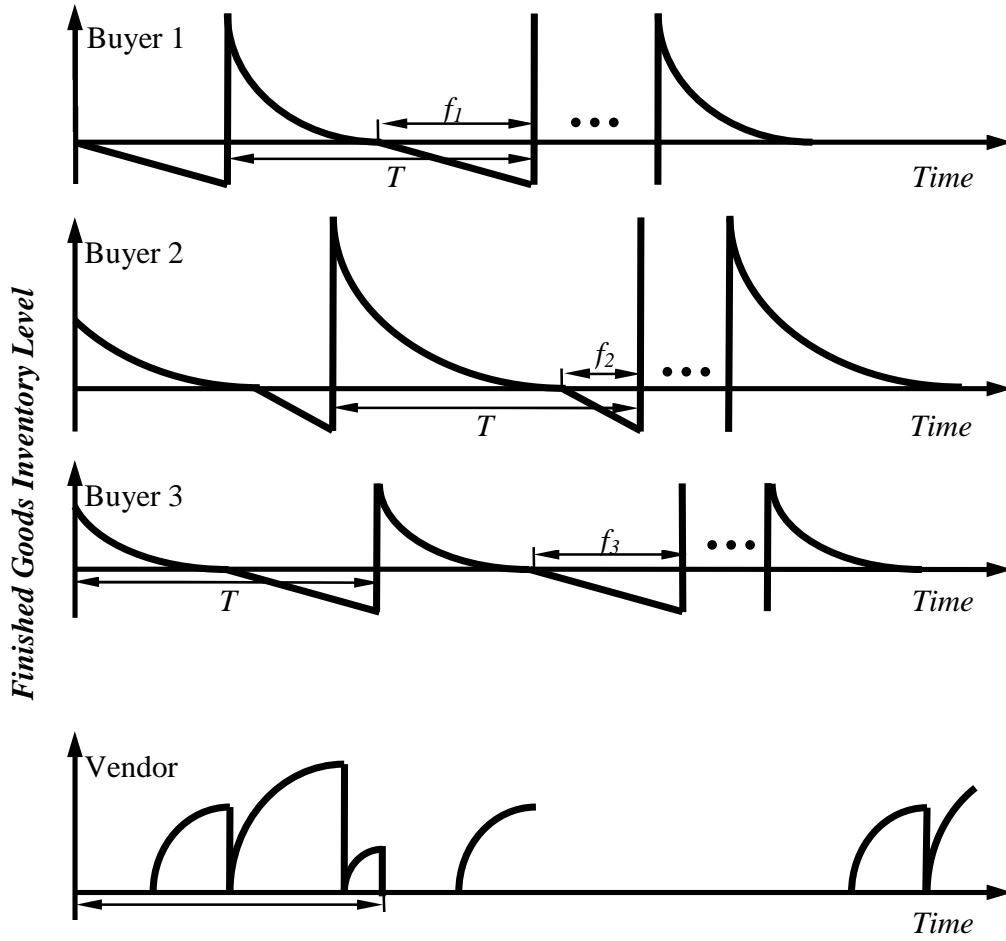 Buyer 1
f1
T
Time
Buyer 2
f2
T
Time
Finished Goods Inventory Level
Buyer 3
f3
T
Time
Vendor
Time